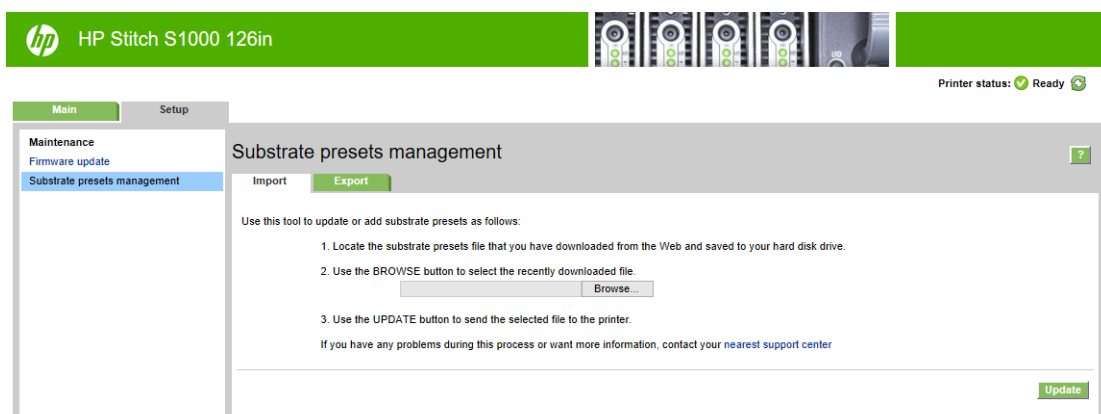 hp HP Stitch S1000 126in
UID
Printer status: Ready
Main Setup
Maintenance
Firmware update
Substrate presets management
Substrate presets management
?
Import Export
Use this tool to update or add substrate presets as follows:
1. Locate the substrate presets file that you have downloaded from the Web and saved to your hard disk drive.
2. Use the BROWSE button to select the recently downloaded file.
Browse...
3. Use the UPDATE button to send the selected file to the printer.
If you have any problems during this process or want more information, contact your nearest support center
Update